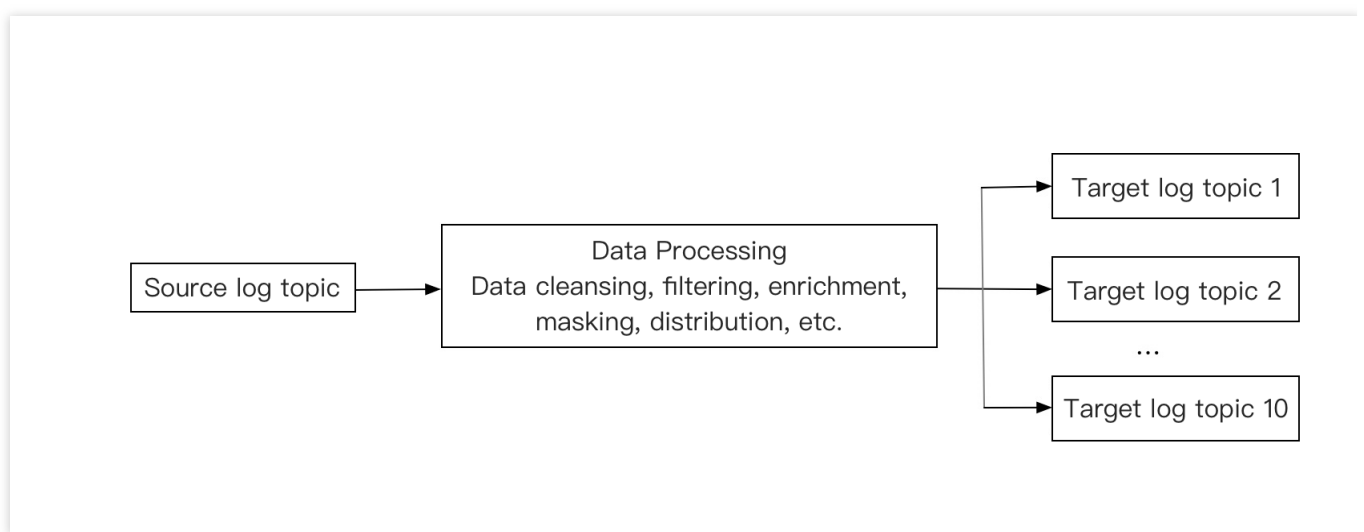 Source log topic
Data Processing
Data cleansing, filtering, enrichment,
masking, distribution, etc.
Target log topic 1
Target log topic 2
...
Target log topic 10